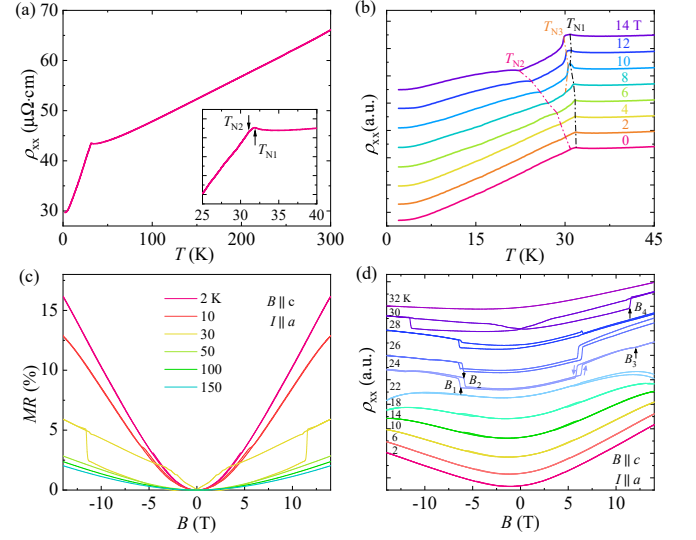 (a)
70
60
50
40
30
ρxx (μΩ·cm)
TN2
TN1
25 30 35 40
0 100 200 300
T (K)
(b)
TN3 TN1 14 T
12
TN2
10
8
6
4
2
0
ρxx(a.u.)
0 15 30 45
T (K)
(c)
15
10
5
0
MR (%)
2 K
10
30
50
100
150
B || c
I || a
-10 -5 0 5 10
B (T)
(d)
32 K
30
28
26
24
22
18
14
10
6
2
B4
B3
B1
B2
ρxx (a.u.)
B || c
I || a
-10 -5 0 5 10
B (T)